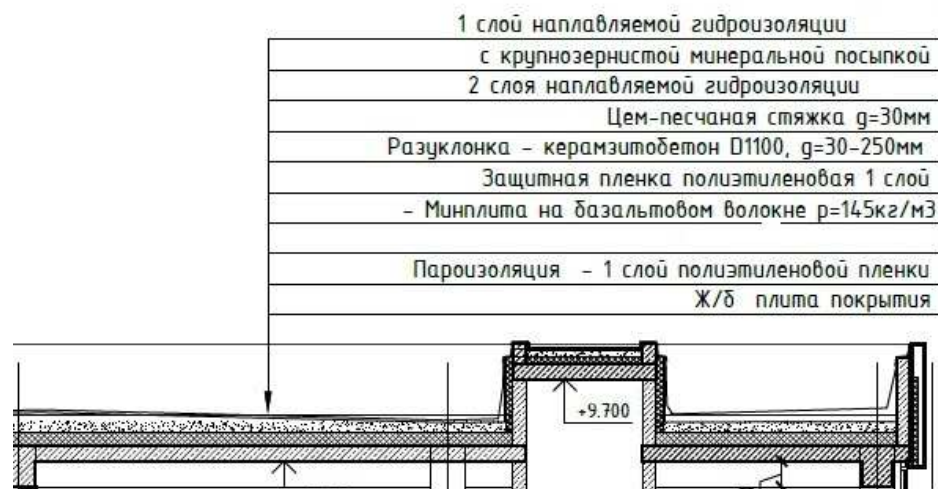 1 слой наплавляемой гидроизоляции
с крупнозернистой минеральной посыпкой
2 слоя наплавляемой гидроизоляции
Цем-песчаная стяжка g=30мм
Разуклонка - керамзитобетон D1100, g=30-250мм
Защитная пленка полиэтиленовая 1 слой
- Минплита на базальтовом волокне p=145кг/м3
Пароизоляция - 1 слой полиэтиленовой пленки
Ж/б плита покрытия
+9.700